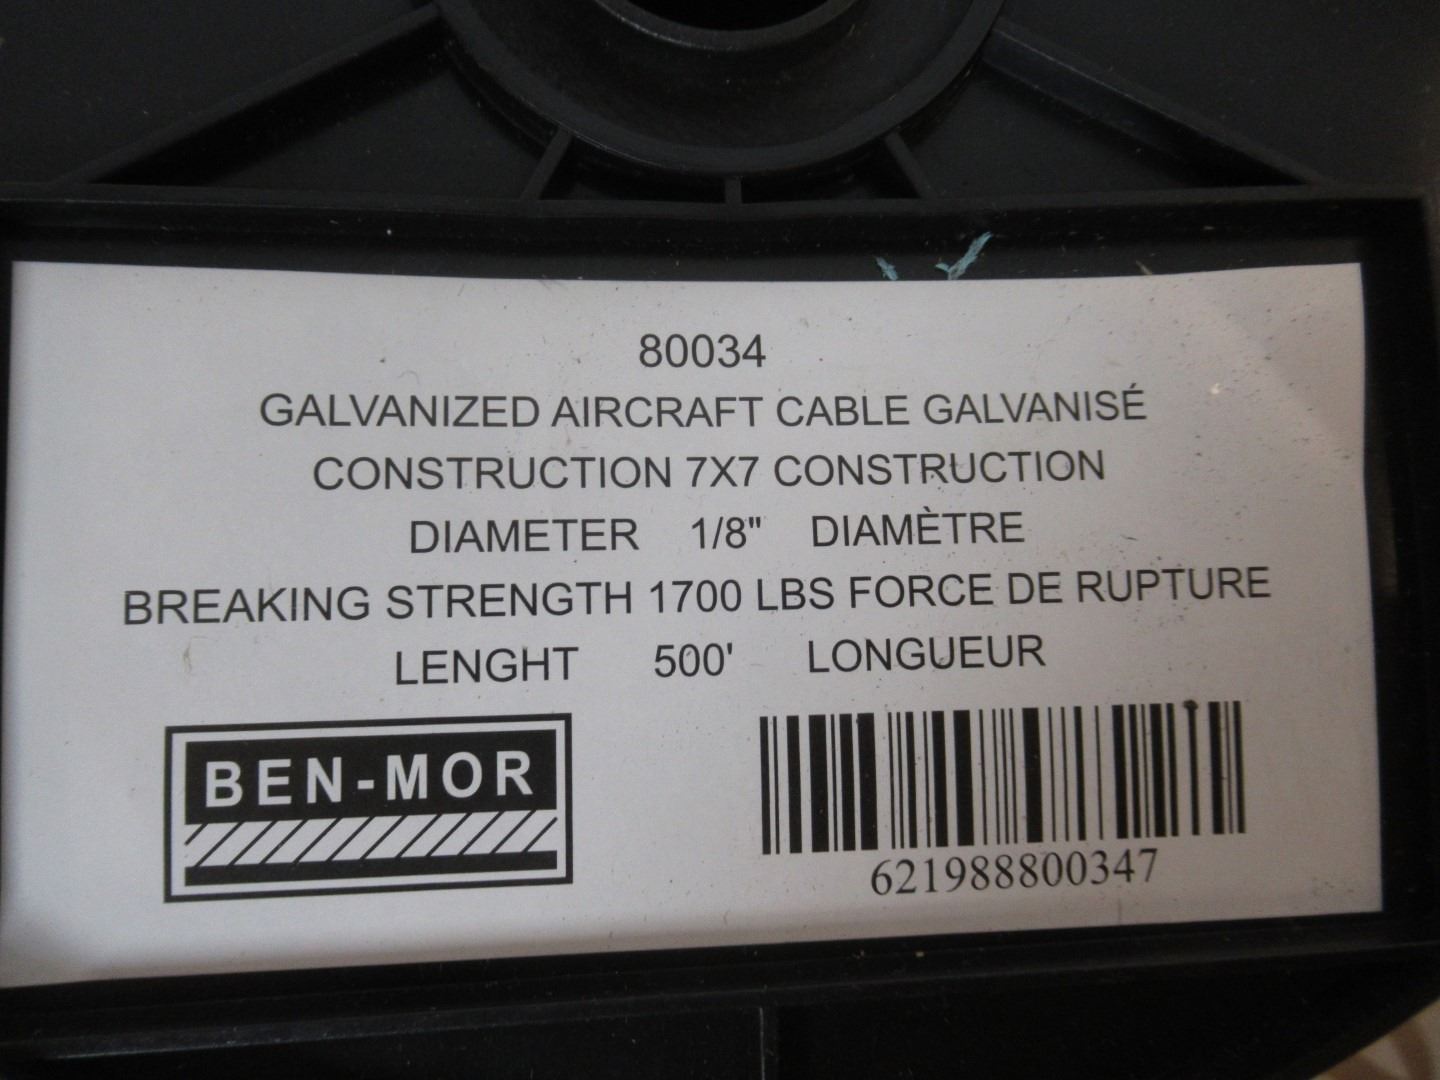 80034
GALVANIZED AIRCRAFT CABLE GALVANISÉ
CONSTRUCTION 7X7 CONSTRUCTION
DIAMETER 1/8" DIAMÈTRE
BREAKING STRENGTH 1700 LBS FORCE DE RUPTURE
LENGHT 500' LONGUEUR
BEN-MOR
621988800347